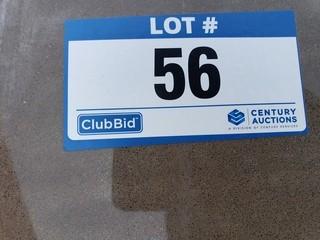 LOT #
56
ClubBid
CENTURY
AUCTIONS
A DIVISION OF CENTURY SERVICES